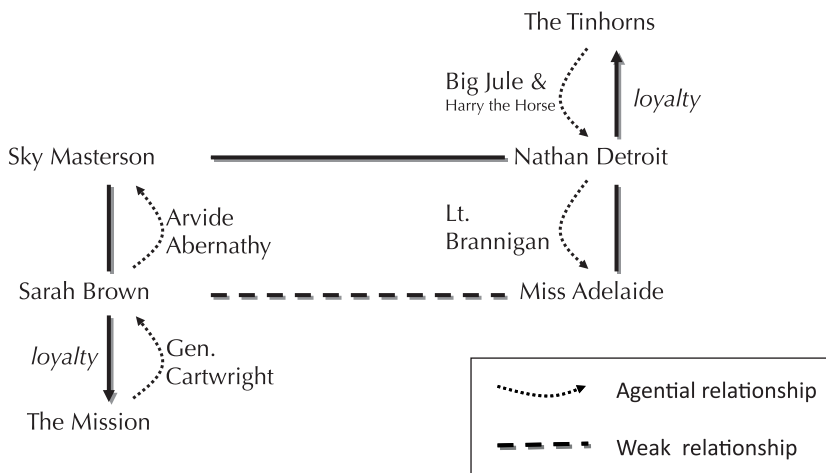 The Tinhorns
Big Jule &
Harry the Horse
loyalty
Sky Masterson
Nathan Detroit
Arvide
Abernathy
Lt.
Brannigan
Sarah Brown
Miss Adelaide
loyalty
Gen.
Cartwright
The Mission
Agential relationship
Weak relationship